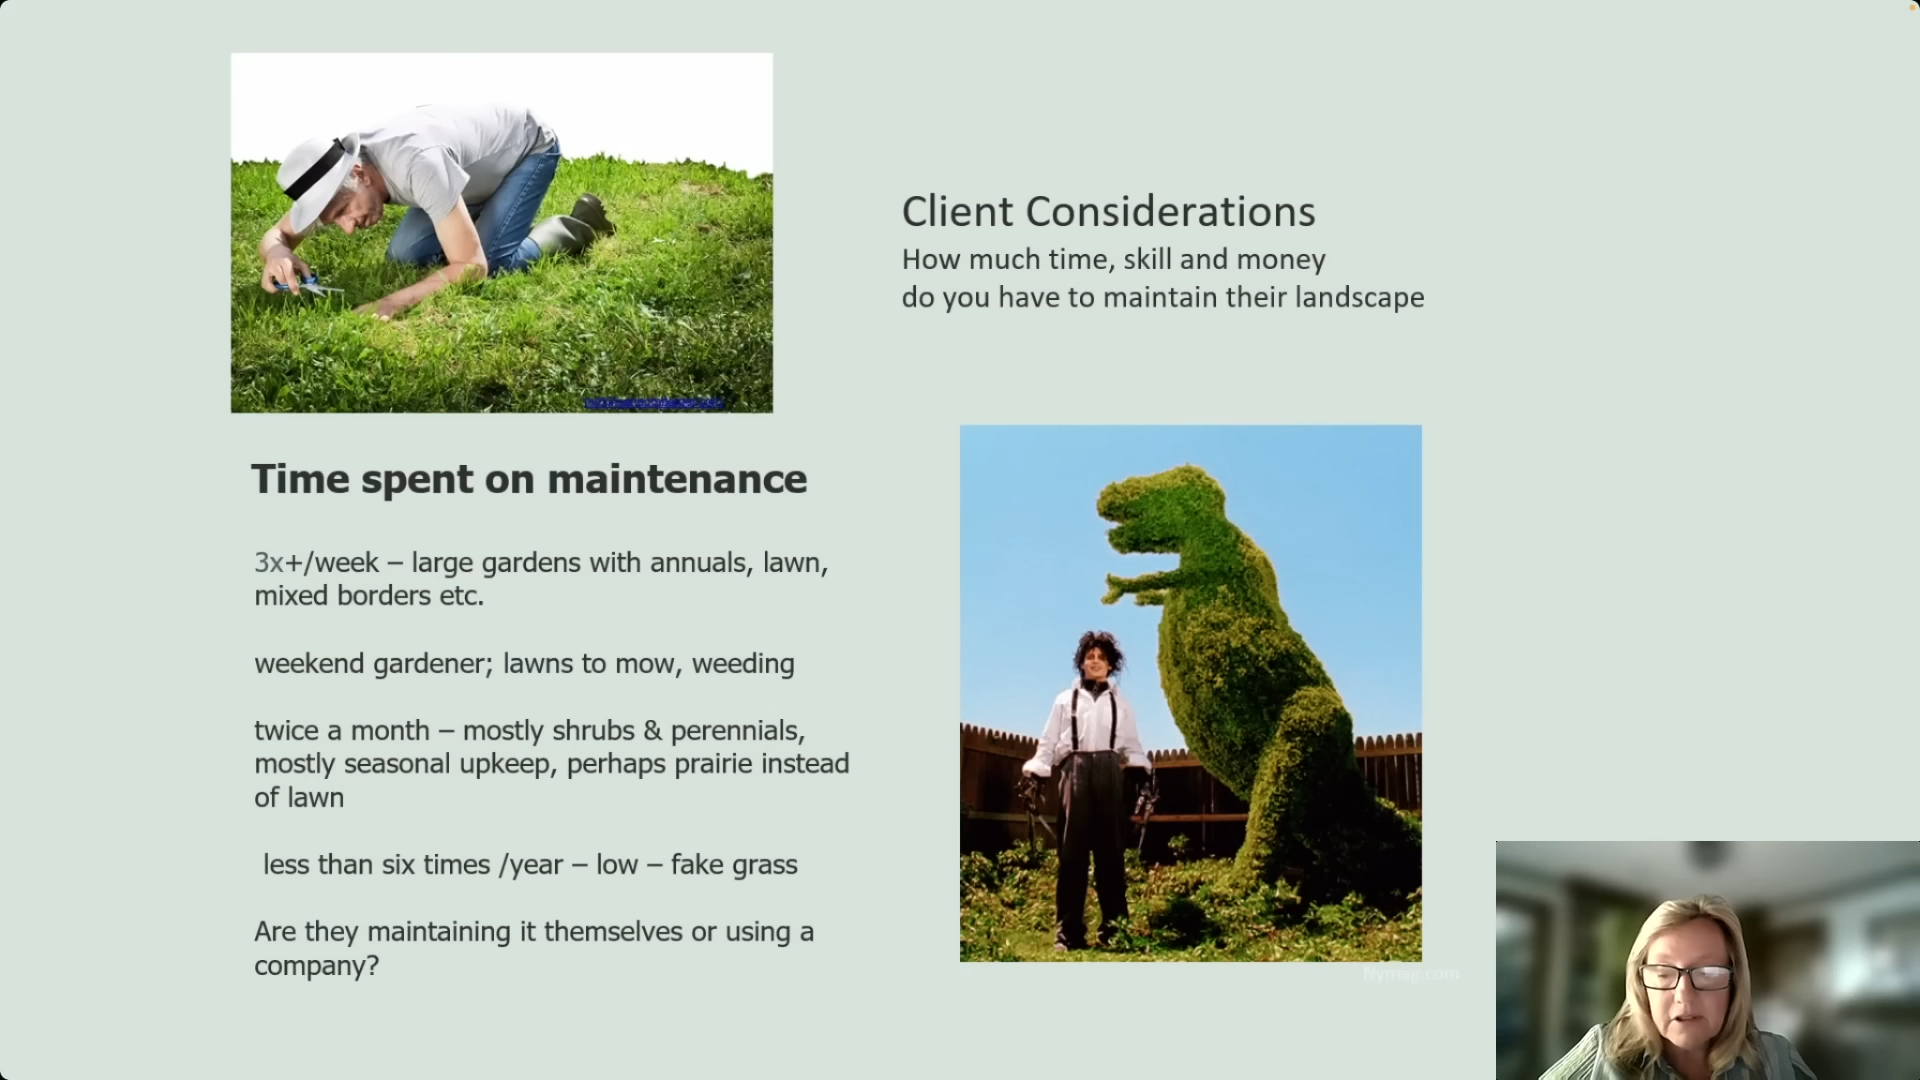 Client Considerations
How much time, skill and money
do you have to maintain their landscape
Time spent on maintenance
3x+/week – large gardens with annuals, lawn,
mixed borders etc.
weekend gardener; lawns to mow, weeding
twice a month – mostly shrubs & perennials,
mostly seasonal upkeep, perhaps prairie instead
of lawn
less than six times /year – low – fake grass
Are they maintaining it themselves or using a
company?
Nymag.com